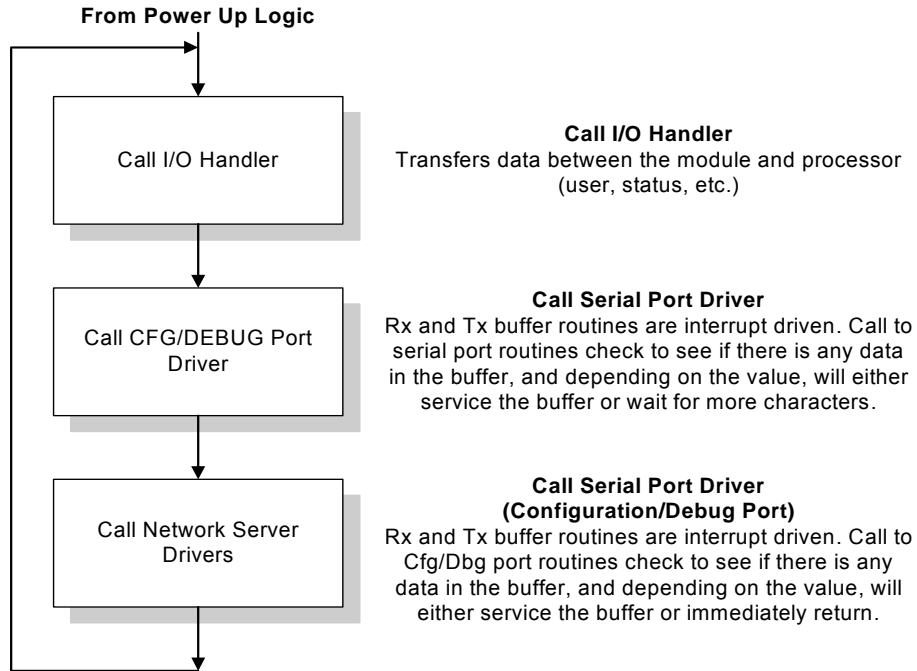 From Power Up Logic
Call I/O Handler
Call I/O Handler
Transfers data between the module and processor
(user, status, etc.)
Call CFG/DEBUG Port
Driver
Call Serial Port Driver
Rx and Tx buffer routines are interrupt driven. Call to
serial port routines check to see if there is any data
in the buffer, and depending on the value, will either
service the buffer or wait for more characters.
Call Network Server
Drivers
Call Serial Port Driver
(Configuration/Debug Port)
Rx and Tx buffer routines are interrupt driven. Call to
Cfg/Dbg port routines check to see if there is any
data in the buffer, and depending on the value, will
either service the buffer or immediately return.